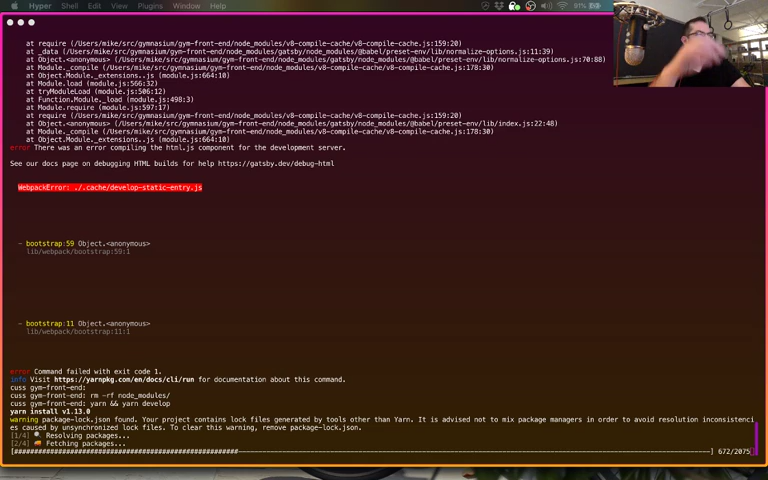 Hyper Shell Edit View Plugins Window Help 91%
at require (/Users/mike/src/gymnasium/gym-front-end/node_modules/v8-compile-cache/v8-compile-cache.js:159:20)
at _data (/Users/mike/src/gymnasium/gym-front-end/node_modules/gatsby/node_modules/@babel/preset-env/lib/normalize-options.js:11:39)
at Object.<anonymous> (/Users/mike/src/gymnasium/gym-front-end/node_modules/gatsby/node_modules/@babel/preset-env/lib/normalize-options.js:70:88)
at Module._compile (/Users/mike/src/gymnasium/gym-front-end/node_modules/v8-compile-cache/v8-compile-cache.js:178:30)
at Object.Module._extensions..js (module.js:664:10)
at Module.load (module.js:566:32)
at tryModuleLoad (module.js:506:12)
at Function.Module._load (module.js:498:3)
at Module.require (module.js:597:17)
at require (/Users/mike/src/gymnasium/gym-front-end/node_modules/v8-compile-cache/v8-compile-cache.js:159:20)
at Object.<anonymous> (/Users/mike/src/gymnasium/gym-front-end/node_modules/gatsby/node_modules/@babel/preset-env/lib/index.js:22:48)
at Module._compile (/Users/mike/src/gymnasium/gym-front-end/node_modules/v8-compile-cache/v8-compile-cache.js:178:30)
at Object.Module._extensions..js (module.js:664:10)
error There was an error compiling the html.js component for the development server.
See our docs page on debugging HTML builds for help https://gatsby.dev/debug-html
WebpackError: ./.cache/develop-static-entry.js
- bootstrap:59 Object.<anonymous>
lib/webpack/bootstrap:59:1
- bootstrap:11 Object.<anonymous>
lib/webpack/bootstrap:11:1
error Command failed with exit code 1.
info Visit https://yarnpkg.com/en/docs/cli/run for documentation about this command.
cuss gym-front-end:
cuss gym-front-end: rm -rf node_modules/
cuss gym-front-end: yarn && yarn develop
yarn install v1.13.0
warning package-lock.json found. Your project contains lock files generated by tools other than Yarn. It is advised not to mix package managers in order to avoid resolution inconsistenci
es caused by unsynchronized lock files. To clear this warning, remove package-lock.json.
[1/4] 🔍 Resolving packages...
[2/4] 🚚 Fetching packages...
[##########################################################------------------------------------------------------------------------------------------------------------------------] 672/2075